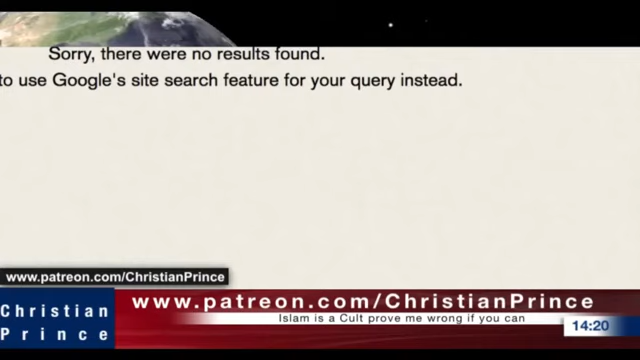 Sorry, there were no results found.
to use Google's site search feature for your query instead.
www.patreon.com/ChristianPrince
Christian
Prince
www.patreon.com/ChristianPrince
Islam is a Cult prove me wrong if you can
14:20